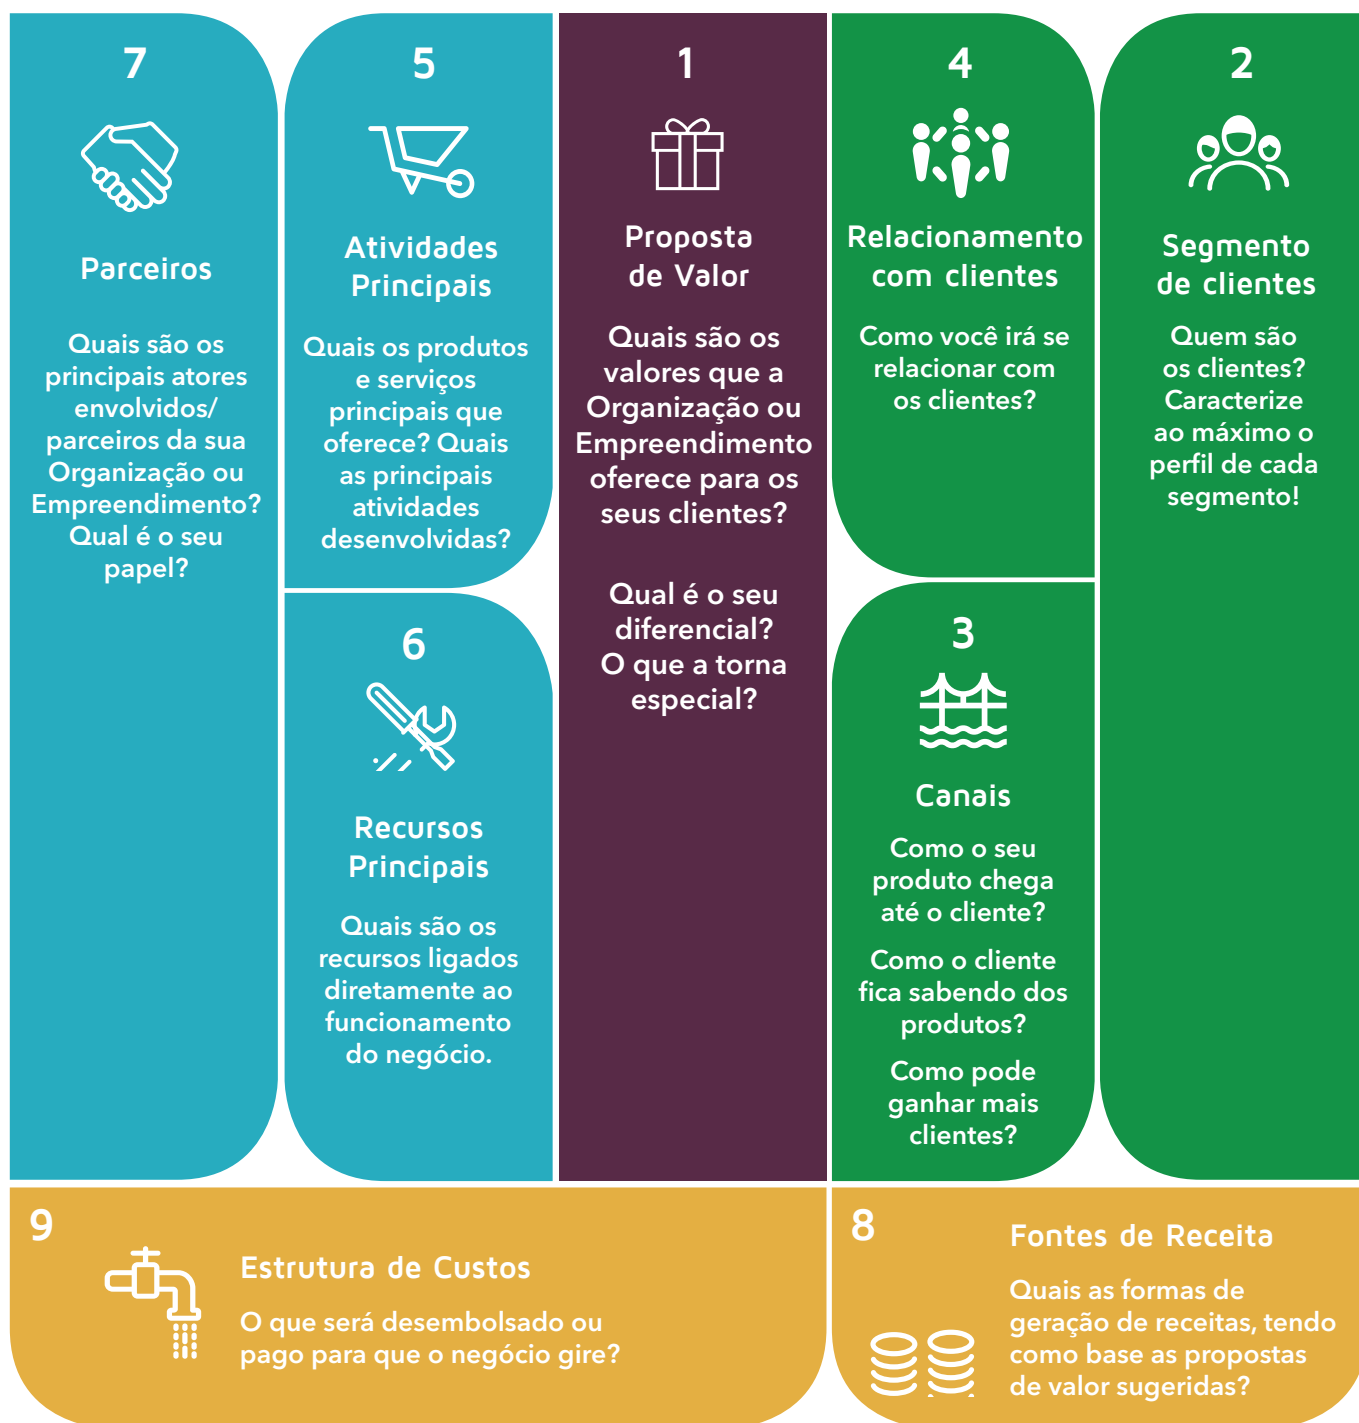 7
Parceiros
Quais são os
principais atores
envolvidos/
parceiros da sua
Organização ou
Empreendimento?
Qual é o seu
papel?
5
Atividades
Principais
Quais os produtos
e serviços
principais que
oferece? Quais
as principais
atividades
desenvolvidas?
6
Recursos
Principais
Quais são os
recursos ligados
diretamente ao
funcionamento
do negócio.
1
Proposta
de Valor
Quais são os
valores que a
Organização ou
Empreendimento
oferece para os
seus clientes?
Qual é o seu
diferencial?
O que a torna
especial?
4
Relacionamento
com clientes
Como você irá se
relacionar com
os clientes?
3
Canais
Como o seu
produto chega
até o cliente?
Como o cliente
fica sabendo dos
produtos?
Como pode
ganhar mais
clientes?
2
Segmento
de clientes
Quem são
os clientes?
Caracterize
ao máximo o
perfil de cada
segmento!
9
Estrutura de Custos
O que será desembolsado ou
pago para que o negócio gire?
8
Fontes de Receita
Quais as formas de
geração de receitas, tendo
como base as propostas
de valor sugeridas?